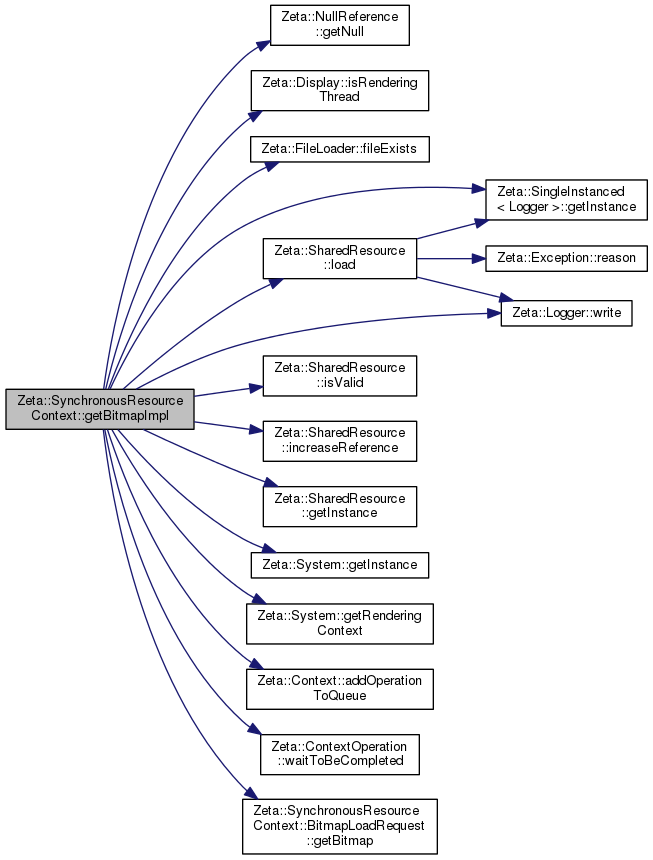 Zeta::NullReference
::getNull
Zeta::Display::isRendering
Thread
Zeta::FileLoader::fileExists
Zeta::SingleInstanced
< Logger >::getInstance
Zeta::SharedResource
::load
Zeta::Exception::reason
Zeta::Logger::write
Zeta::SharedResource
::isValid
Zeta::SynchronousResource
Context::getBitmapImpl
Zeta::SharedResource
::increaseReference
Zeta::SharedResource
::getInstance
Zeta::System::getInstance
Zeta::System::getRendering
Context
Zeta::Context::addOperation
ToQueue
Zeta::ContextOperation
::waitToBeCompleted
Zeta::SynchronousResource
Context::BitmapLoadRequest
::getBitmap